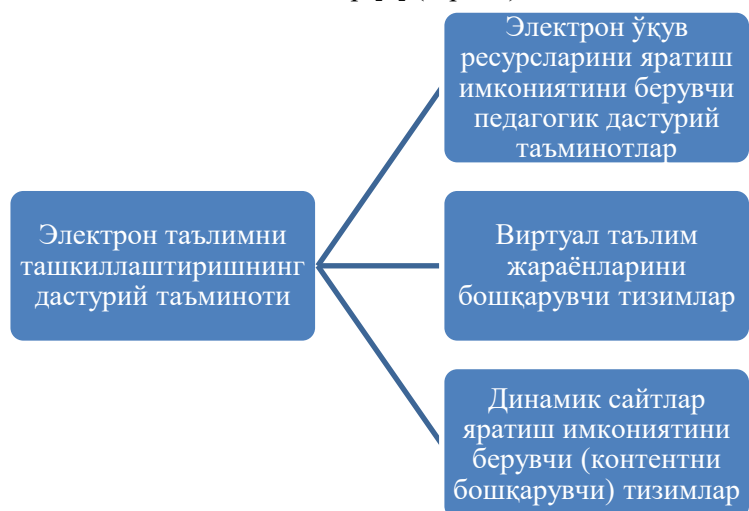 Электрон ўқув
ресурсларини яратиш
имкониятини берувчи
педагогик дастурий
таъминотлар
Электрон таълимни
ташкиллаштиришнинг
дастурий таъминоти
Виртуал таълим
жараёнларини
бошқарувчи тизимлар
Динамик сайтлар
яратиш имкониятини
берувчи (контентни
бошқарувчи) тизимлар